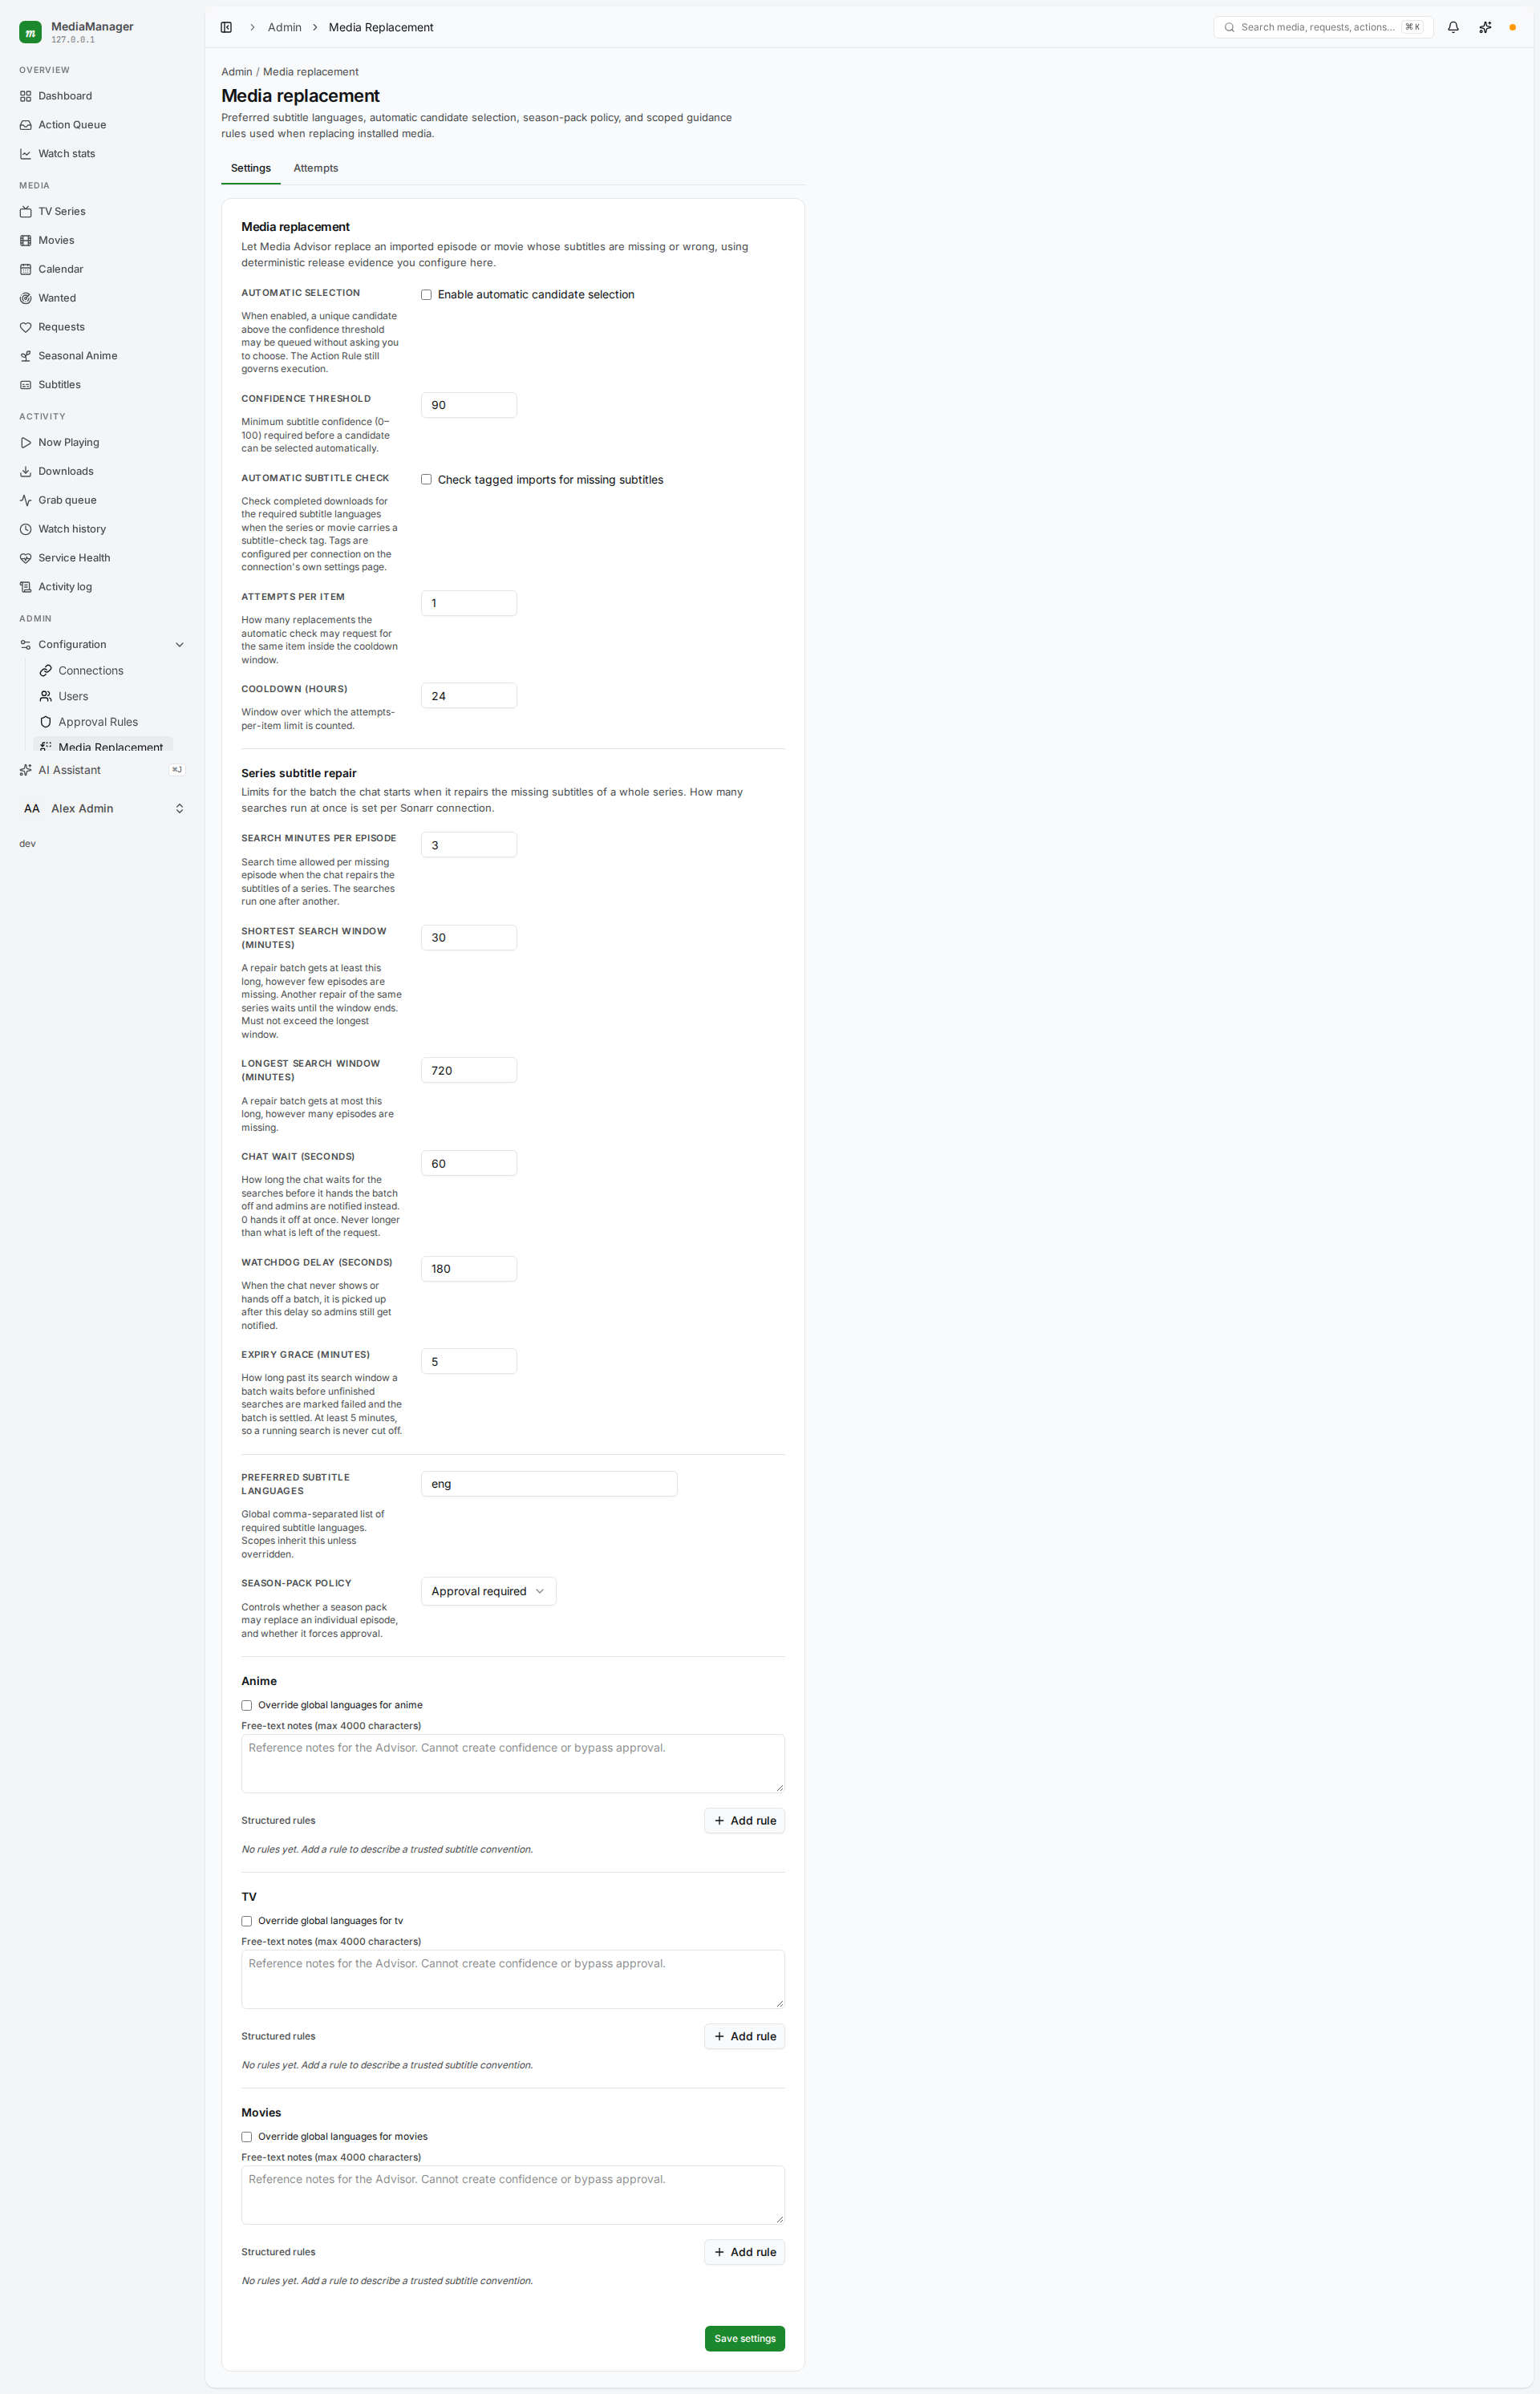 m
MediaManager
127.0.0.1
OVERVIEW
Dashboard
Action Queue
Watch stats
MEDIA
TV Series
Movies
Calendar
Wanted
Requests
Seasonal Anime
Subtitles
ACTIVITY
Now Playing
Downloads
Grab queue
Watch history
Service Health
Activity log
ADMIN
Configuration
Connections
Users
Approval Rules
Media Replacement
AI Assistant
⌘J
AA
Alex Admin
dev
Admin > Media Replacement
Search media, requests, actions...
⌘K
Admin / Media replacement
Media replacement
Preferred subtitle languages, automatic candidate selection, season-pack policy, and scoped guidance
rules used when replacing installed media.
Settings
Attempts
Media replacement
Let Media Advisor replace an imported episode or movie whose subtitles are missing or wrong, using
deterministic release evidence you configure here.
AUTOMATIC SELECTION
Enable automatic candidate selection
When enabled, a unique candidate
above the confidence threshold
may be queued without asking you
to choose. The Action Rule still
governs execution.
CONFIDENCE THRESHOLD
90
Minimum subtitle confidence (0–
100) required before a candidate
can be selected automatically.
AUTOMATIC SUBTITLE CHECK
Check tagged imports for missing subtitles
Check completed downloads for
the required subtitle languages
when the series or movie carries a
subtitle-check tag. Tags are
configured per connection on the
connection's own settings page.
ATTEMPTS PER ITEM
1
How many replacements the
automatic check may request for
the same item inside the cooldown
window.
COOLDOWN (HOURS)
24
Window over which the attempts-
per-item limit is counted.
Series subtitle repair
Limits for the batch the chat starts when it repairs the missing subtitles of a whole series. How many
searches run at once is set per Sonarr connection.
SEARCH MINUTES PER EPISODE
3
Search time allowed per missing
episode when the chat repairs the
subtitles of a series. The searches
run one after another.
SHORTEST SEARCH WINDOW
(MINUTES)
30
A repair batch gets at least this
long, however few episodes are
missing. Another repair of the same
series waits until the window ends.
Must not exceed the longest
window.
LONGEST SEARCH WINDOW
(MINUTES)
720
A repair batch gets at most this
long, however many episodes are
missing.
CHAT WAIT (SECONDS)
60
How long the chat waits for the
searches before it hands the batch
off and admins are notified instead.
0 hands it off at once. Never longer
than what is left of the request.
WATCHDOG DELAY (SECONDS)
180
When the chat never shows or
hands off a batch, it is picked up
after this delay so admins still get
notified.
EXPIRY GRACE (MINUTES)
5
How long past its search window a
batch waits before unfinished
searches are marked failed and the
batch is settled. At least 5 minutes,
so a running search is never cut off.
PREFERRED SUBTITLE
LANGUAGES
eng
Global comma-separated list of
required subtitle languages.
Scopes inherit this unless
overridden.
SEASON-PACK POLICY
Approval required
Controls whether a season pack
may replace an individual episode,
and whether it forces approval.
Anime
Override global languages for anime
Free-text notes (max 4000 characters)
Reference notes for the Advisor. Cannot create confidence or bypass approval.
Structured rules
Add rule
No rules yet. Add a rule to describe a trusted subtitle convention.
TV
Override global languages for tv
Free-text notes (max 4000 characters)
Reference notes for the Advisor. Cannot create confidence or bypass approval.
Structured rules
Add rule
No rules yet. Add a rule to describe a trusted subtitle convention.
Movies
Override global languages for movies
Free-text notes (max 4000 characters)
Reference notes for the Advisor. Cannot create confidence or bypass approval.
Structured rules
Add rule
No rules yet. Add a rule to describe a trusted subtitle convention.
Save settings